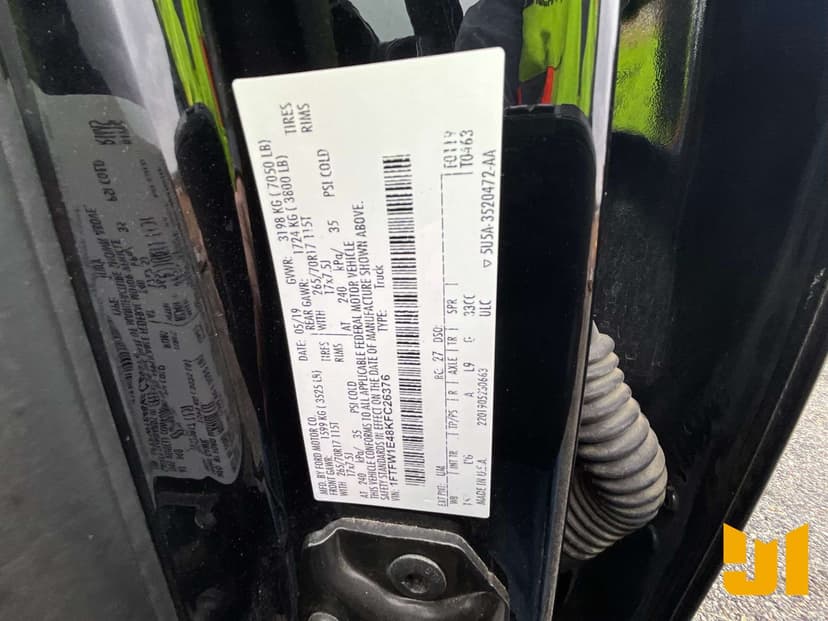 MFD. BY FORD MOTOR CO.
DATE: 05/19
GVWR: 3198 KG ( 7050 LB)
FRONT GAWR: 1599 KG (3525 LB)
REAR GAWR: 1724 KG (3800 LB)
WITH 265/70R17 115T TIRES
265/70R17 115T TIRES
17x7.5J RIMS
WITH 17x7.5J RIMS
AT 240 kPa/ 35 PSI COLD
AT 240 kPa/ 35 PSI COLD
THIS VEHICLE CONFORMS TO ALL APPLICABLE FEDERAL MOTOR VEHICLE
SAFETY STANDARDS IN EFFECT ON THE DATE OF MANUFACTURE SHOWN ABOVE.
VIN: 1FTFW1E48KFC26376
TYPE: Truck
F0119
T0463
EXT PNT: RC: 27 DSO:
WB INT TR TP/PS R AXLE TR SPR
A L9 33CC
MADE IN U.S.A. ULC
▽ 5U5A-3520472-AA